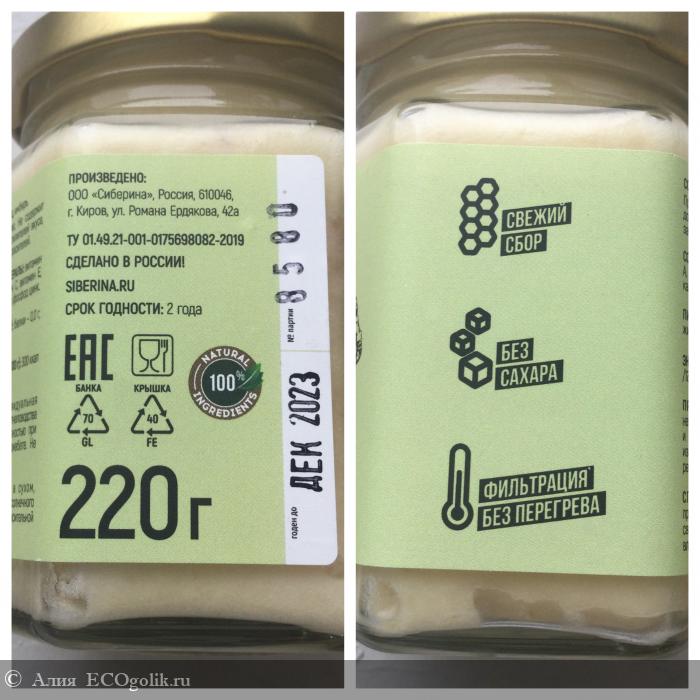 ПРОИЗВЕДЕНО:
ООО «Сиберина», Россия, 610046,
г. Киров, ул. Романа Ердякова, 42а
ТУ 01.49.21-001-0175698082-2019
СДЕЛАНО В РОССИИ!
SIBERINA.RU
СРОК ГОДНОСТИ: 2 года
EAC
БАНКА
70
GL
КРЫШКА
40
FE
NATURAL
100%
INGREDIENTS
220 г
№ партии
8580
годен до
ДЕК 2023
СВЕЖИЙ
СБОР
БЕЗ
САХАРА
ФИЛЬТРАЦИЯ
БЕЗ ПЕРЕГРЕВА
© Алия ECOgolik.ru